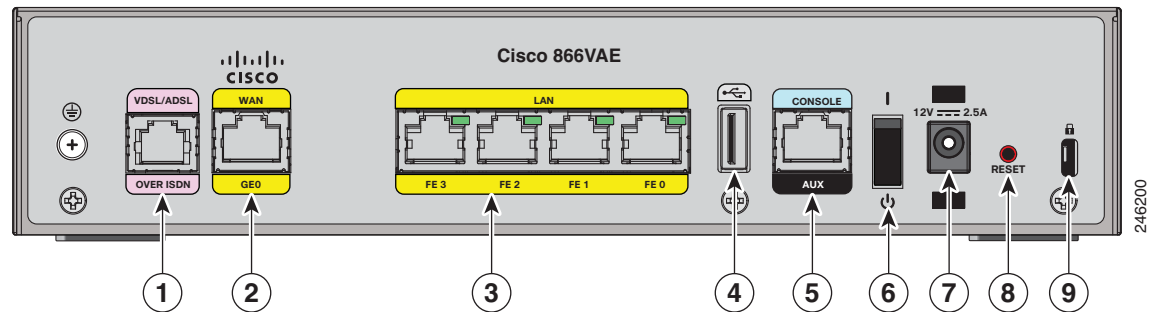 Cisco 866VAE
CISCO
VDSL/ADSL
WAN
LAN
CONSOLE
12V 2.5A
OVER ISDN
GE0
FE 3
FE 2
FE 1
FE 0
AUX
RESET
246200
1
2
3
4
5
6
7
8
9